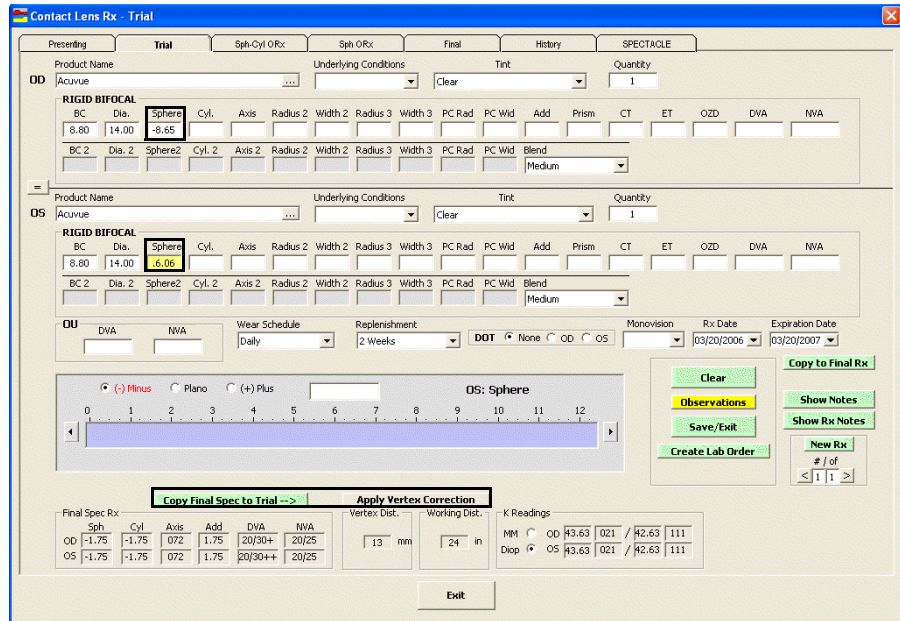 Contact Lens Rx - Trial
Presenting Trial Sph-Cyl ORx Sph ORx Final History SPECTACLE
Product Name Underlying Conditions Tint Quantity
OD Acuvue ... Clear 1
RIGID BIFOCAL
BC Dia. Sphere Cyl. Axis Radius 2 Width 2 Radius 3 Width 3 PC Rad PC Wid Add Prism CT ET OZD DVA NVA
8.80 14.00 -8.65
BC 2 Dia. 2 Sphere2 Cyl. 2 Axis 2 Radius 2 Width 2 Radius 3 Width 3 PC Rad PC Wid Blend
Medium
=
Product Name Underlying Conditions Tint Quantity
OS Acuvue ... Clear 1
RIGID BIFOCAL
BC Dia. Sphere Cyl. Axis Radius 2 Width 2 Radius 3 Width 3 PC Rad PC Wid Add Prism CT ET OZD DVA NVA
8.80 14.00 .6.06
BC 2 Dia. 2 Sphere2 Cyl. 2 Axis 2 Radius 2 Width 2 Radius 3 Width 3 PC Rad PC Wid Blend
Medium
OU DVA NVA
Wear Schedule Replenishment Monovision Rx Date Expiration Date
Daily 2 Weeks DOT None OD OS 03/20/2006 03/20/2007
Copy to Final Rx
(-) Minus Plano (+) Plus OS: Sphere
0 1 2 3 4 5 6 7 8 9 10 11 12
Clear
Observations
Save/Exit
Create Lab Order
Show Notes
Show Rx Notes
New Rx
# / of
< 1 1 >
Copy Final Spec to Trial --> Apply Vertex Correction
Final Spec Rx Vertex Dist. Working Dist. K Readings
Sph Cyl Axis Add DVA NVA
OD -1.75 -1.75 072 1.75 20/30+ 20/25 13 mm 24 in MM OD 43.63 021 / 42.63 111
OS -1.75 -1.75 072 1.75 20/30++ 20/25 Diop OS 43.63 021 / 42.63 111
Exit